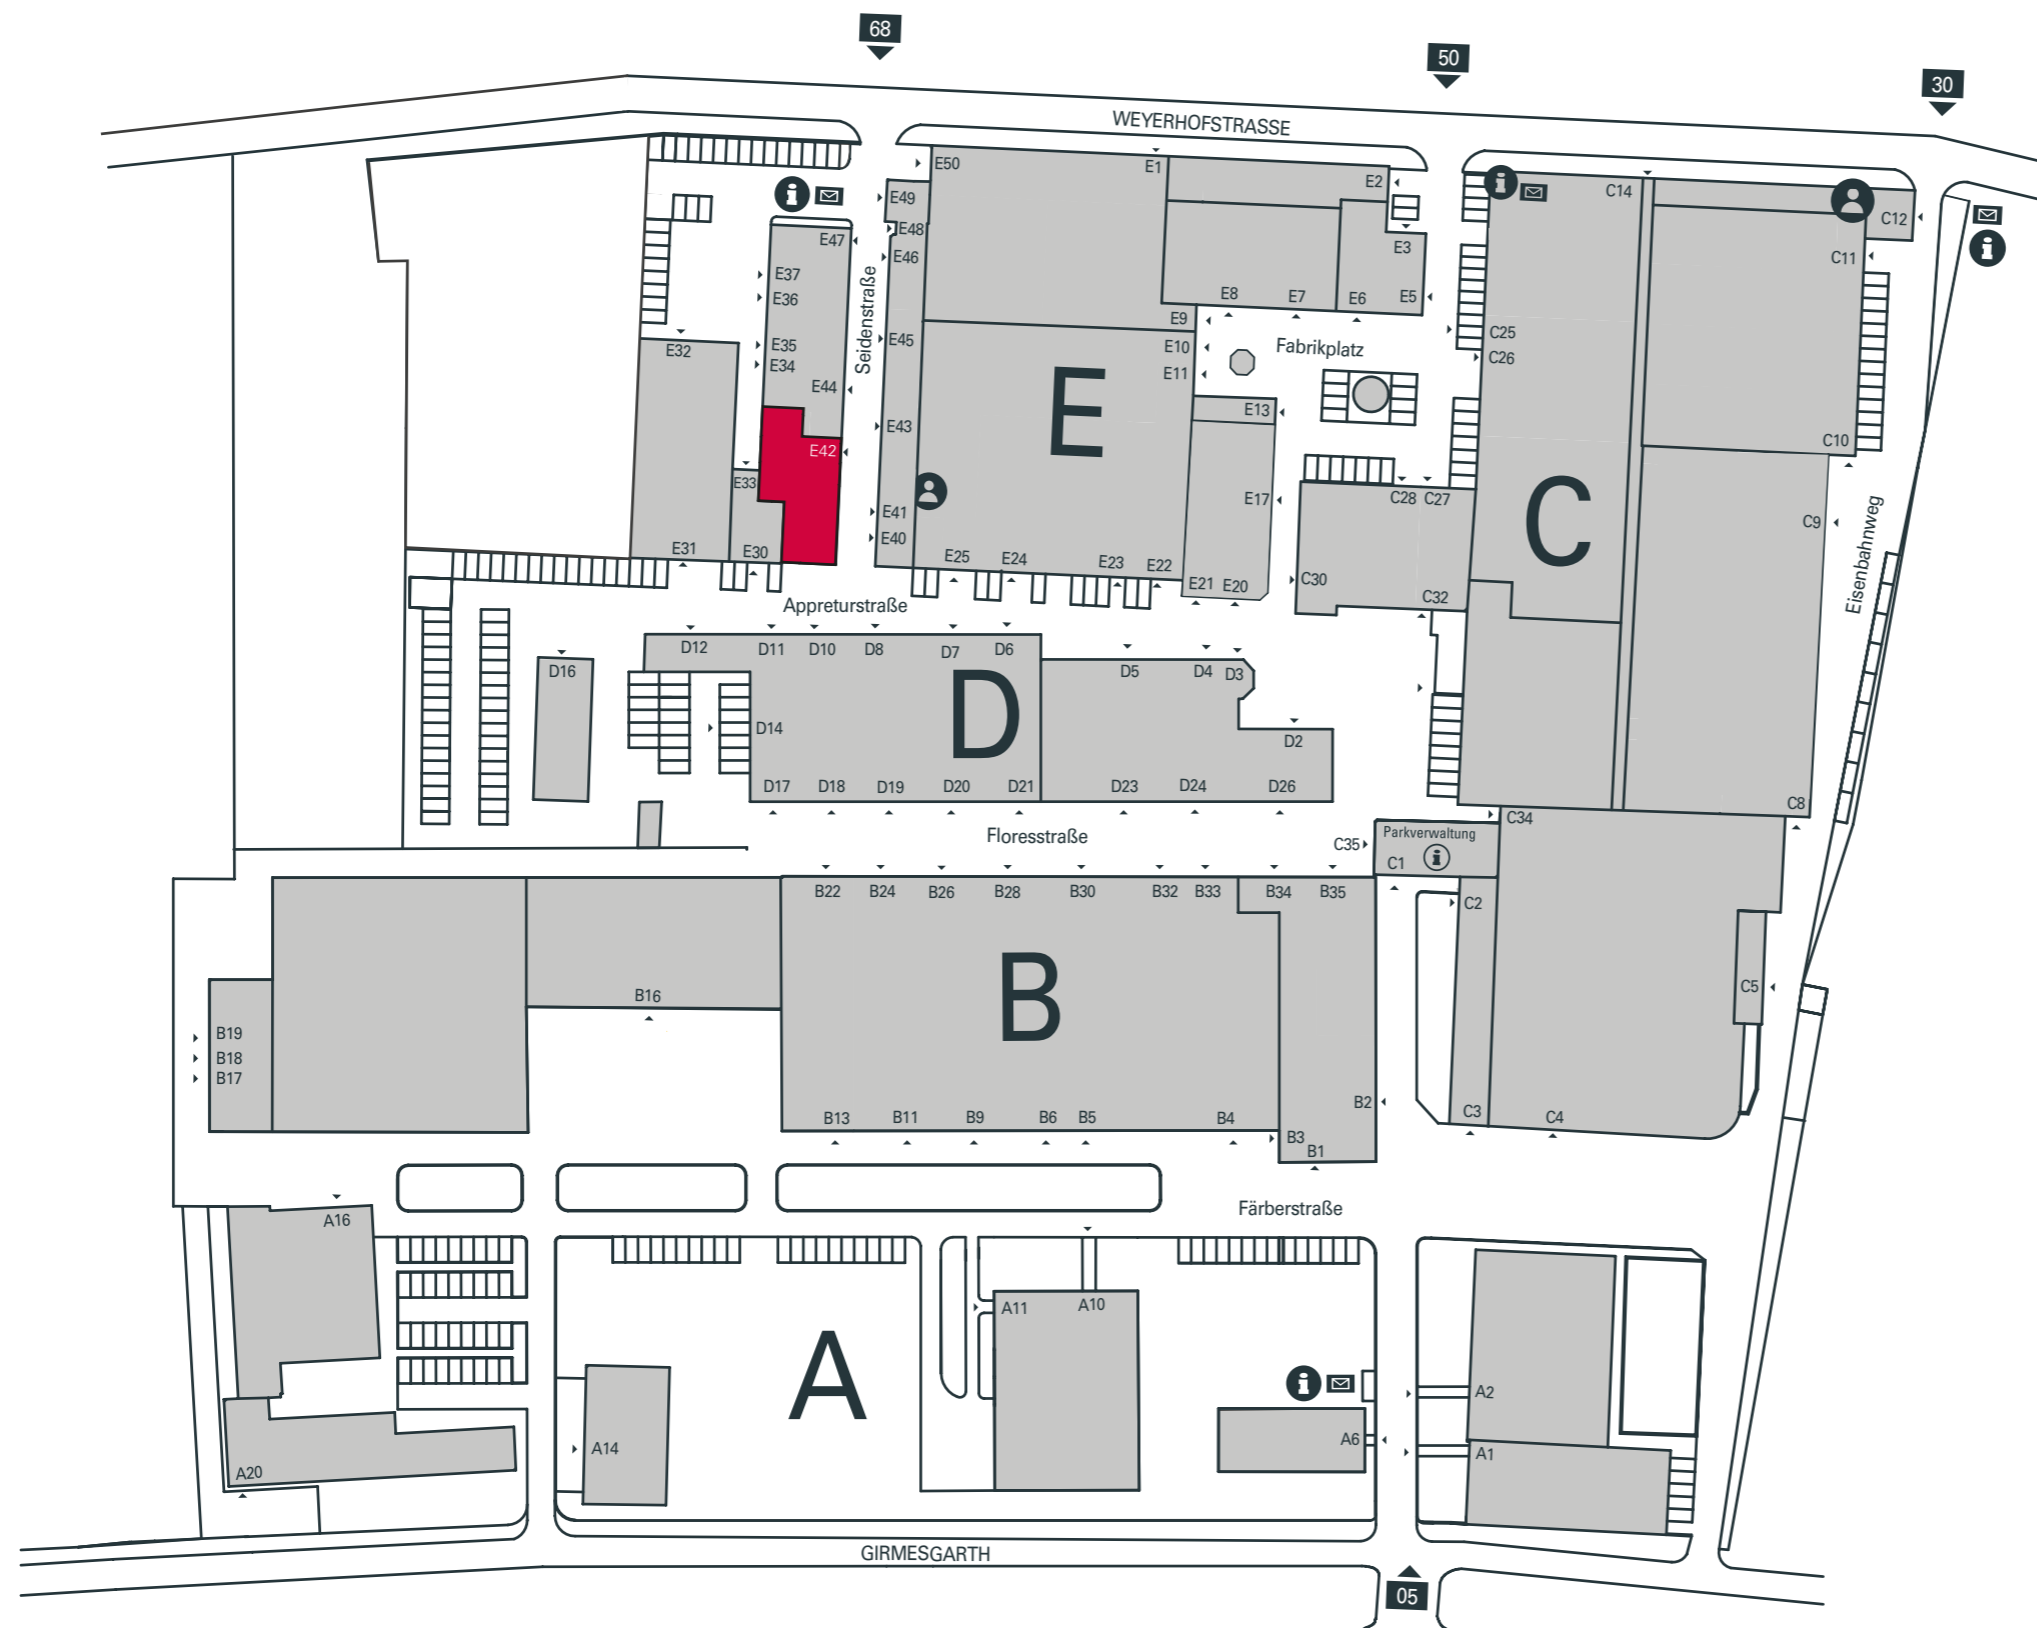 68
50
30
WEYERHOFSTRASSE
E50
E1
E2
C14
C12
E49
E48
E47
E46
E3
C11
E37
E36
E8
E7
E6
E5
E9
Seidenstraße
E45
E10
E11
Fabrikplatz
C25
C26
E32
E35
E34
E44
E
E13
E43
E42
C10
E33
E17
C28
C27
C
C9
E41
E40
E31
E30
E25
E24
E23
E22
E21
E20
C30
C32
Eisenbahnweg
Appreturstraße
D12
D11
D10
D8
D7
D6
D16
D5
D4
D3
D
D14
D2
D17
D18
D19
D20
D21
D23
D24
D26
C8
C34
Floresstraße
C35
Parkverwaltung
C1
B22
B24
B26
B28
B30
B32
B33
B34
B35
C2
B
B16
C5
B19
B18
B17
B13
B11
B9
B6
B5
B4
B2
B3
B1
C3
C4
Färberstraße
A16
A11
A10
A
A2
A14
A6
A1
A20
GIRMESGARTH
05